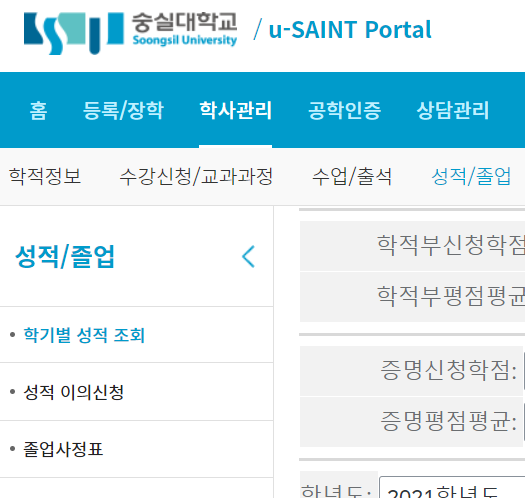 숭실대학교
Soongsil University
/ u-SAINT Portal
홈 등록/장학 학사관리 공학인증 상담관리
학적정보 수강신청/교과과정 수업/출석 성적/졸업
성적/졸업
• 학기별 성적 조회
• 성적 이의신청
• 졸업사정표
학적부신청학점
학적부평점평균
증명신청학점:
증명평점평균:
학년도: 2021학년도